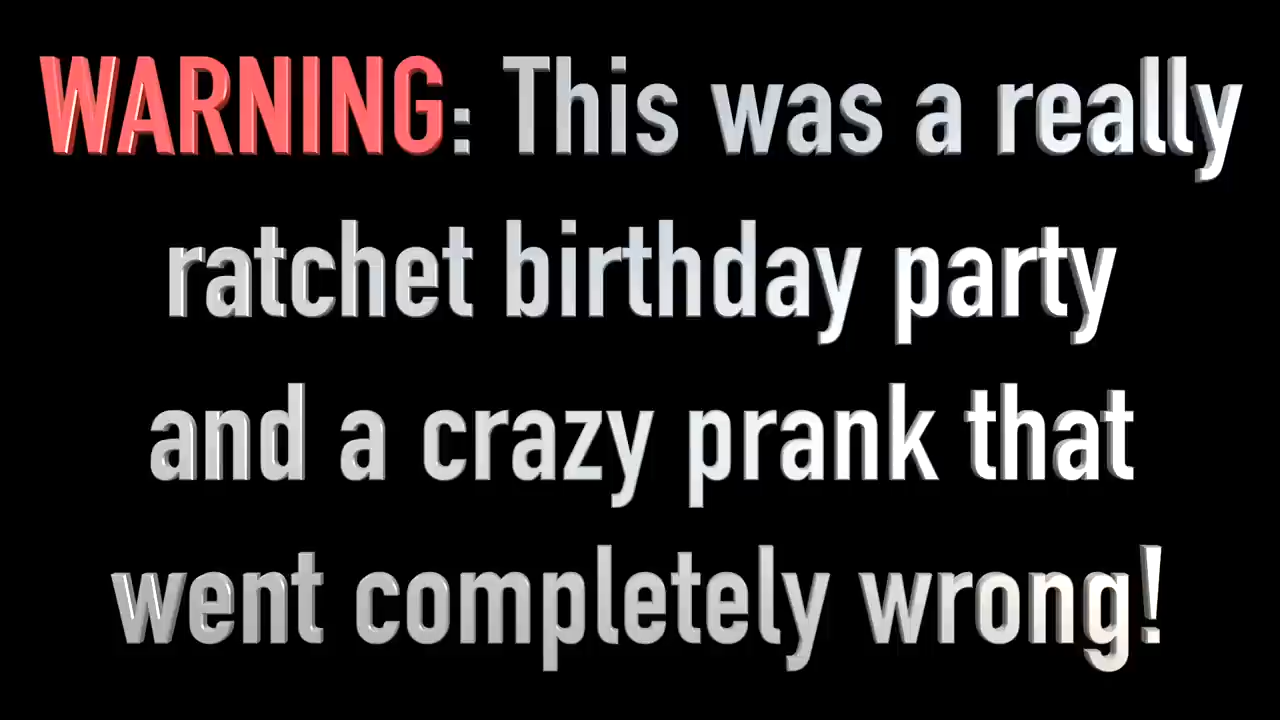 WARNING: This was a really
ratchet birthday party
and a crazy prank that
went completely wrong!